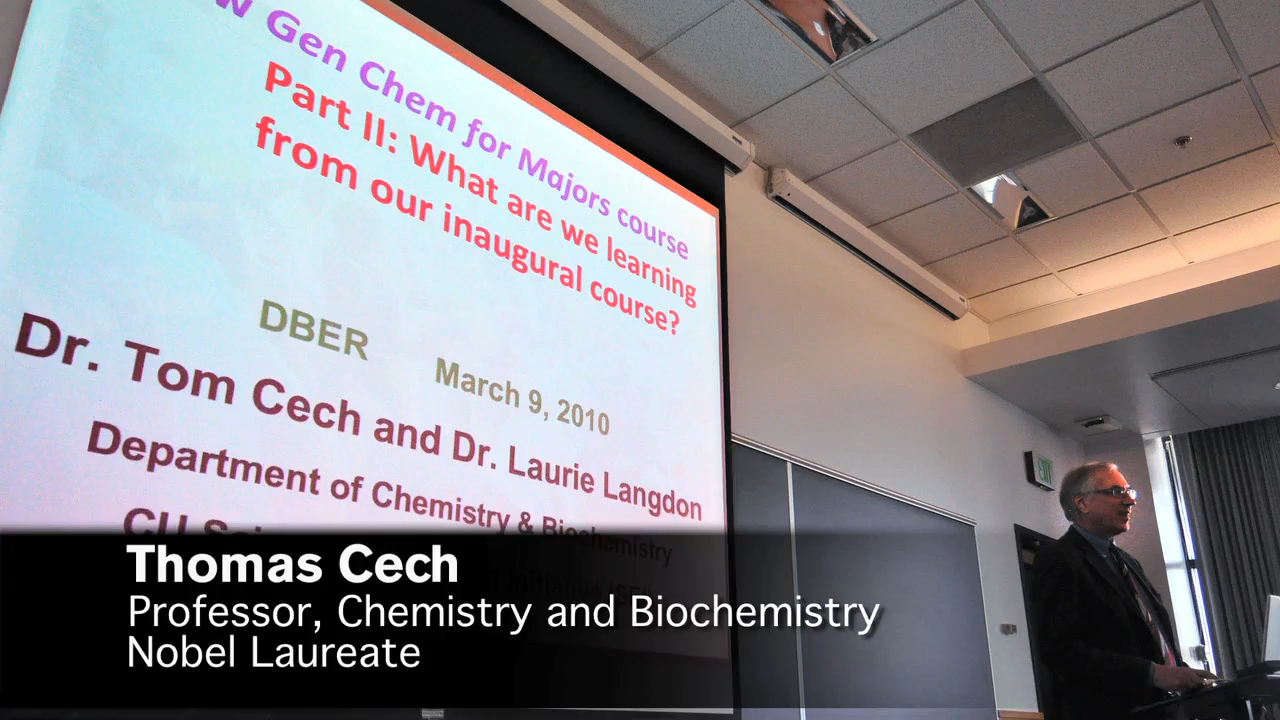 Gen Chem for Majors course
Part II: What are we learning
from our inaugural course?
DBER March 9, 2010
Dr. Tom Cech and Dr. Laurie Langdon
Department of Chemistry & Biochemistry
CU
EXIT
Thomas Cech
Professor, Chemistry and Biochemistry
Nobel Laureate